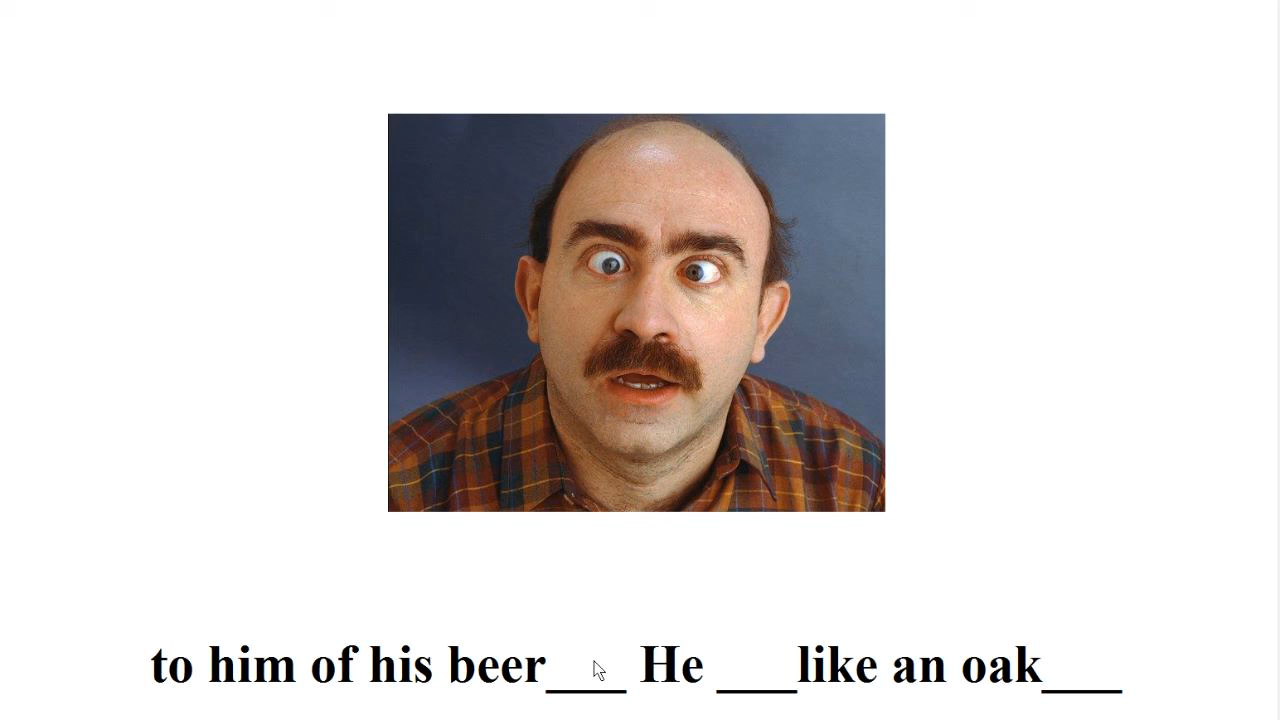 to him of his beer___ He ___like an oak___